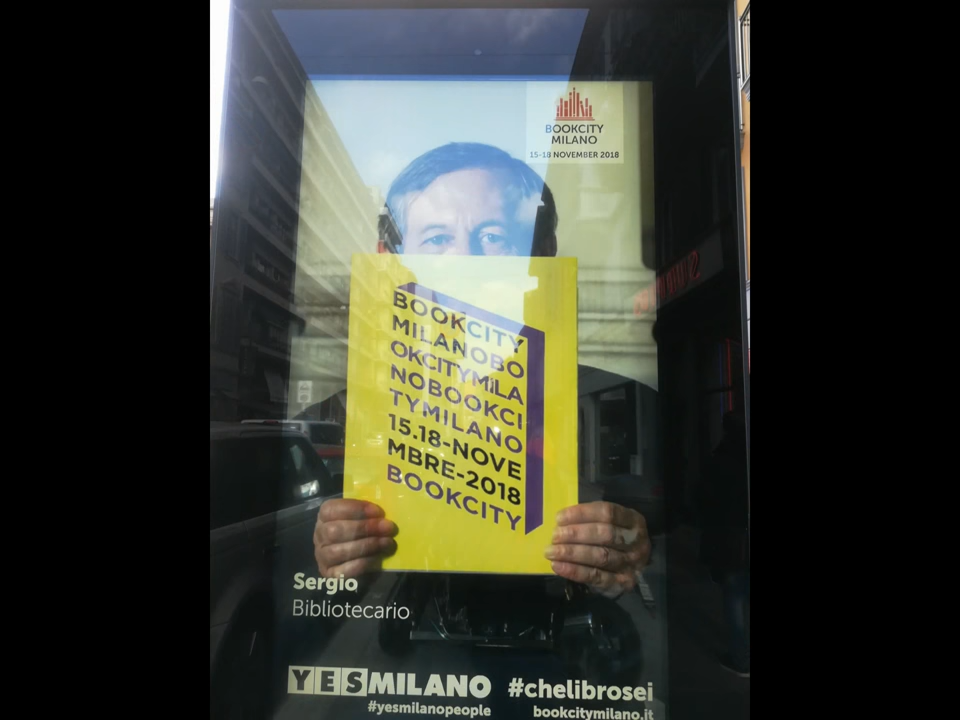 BOOKCITY
MILANO
15-18 NOVEMBER 2018
BOOKCITY
MILANOBO
OKCITYMILA
NOBOOKCI
TYMILANO
15.18-NOVE
MBRE-2018
BOOKCITY
Sergio
Bibliotecario
YESMILANO
#yesmilanopeople
#chelibrosei
bookcitymilano.it